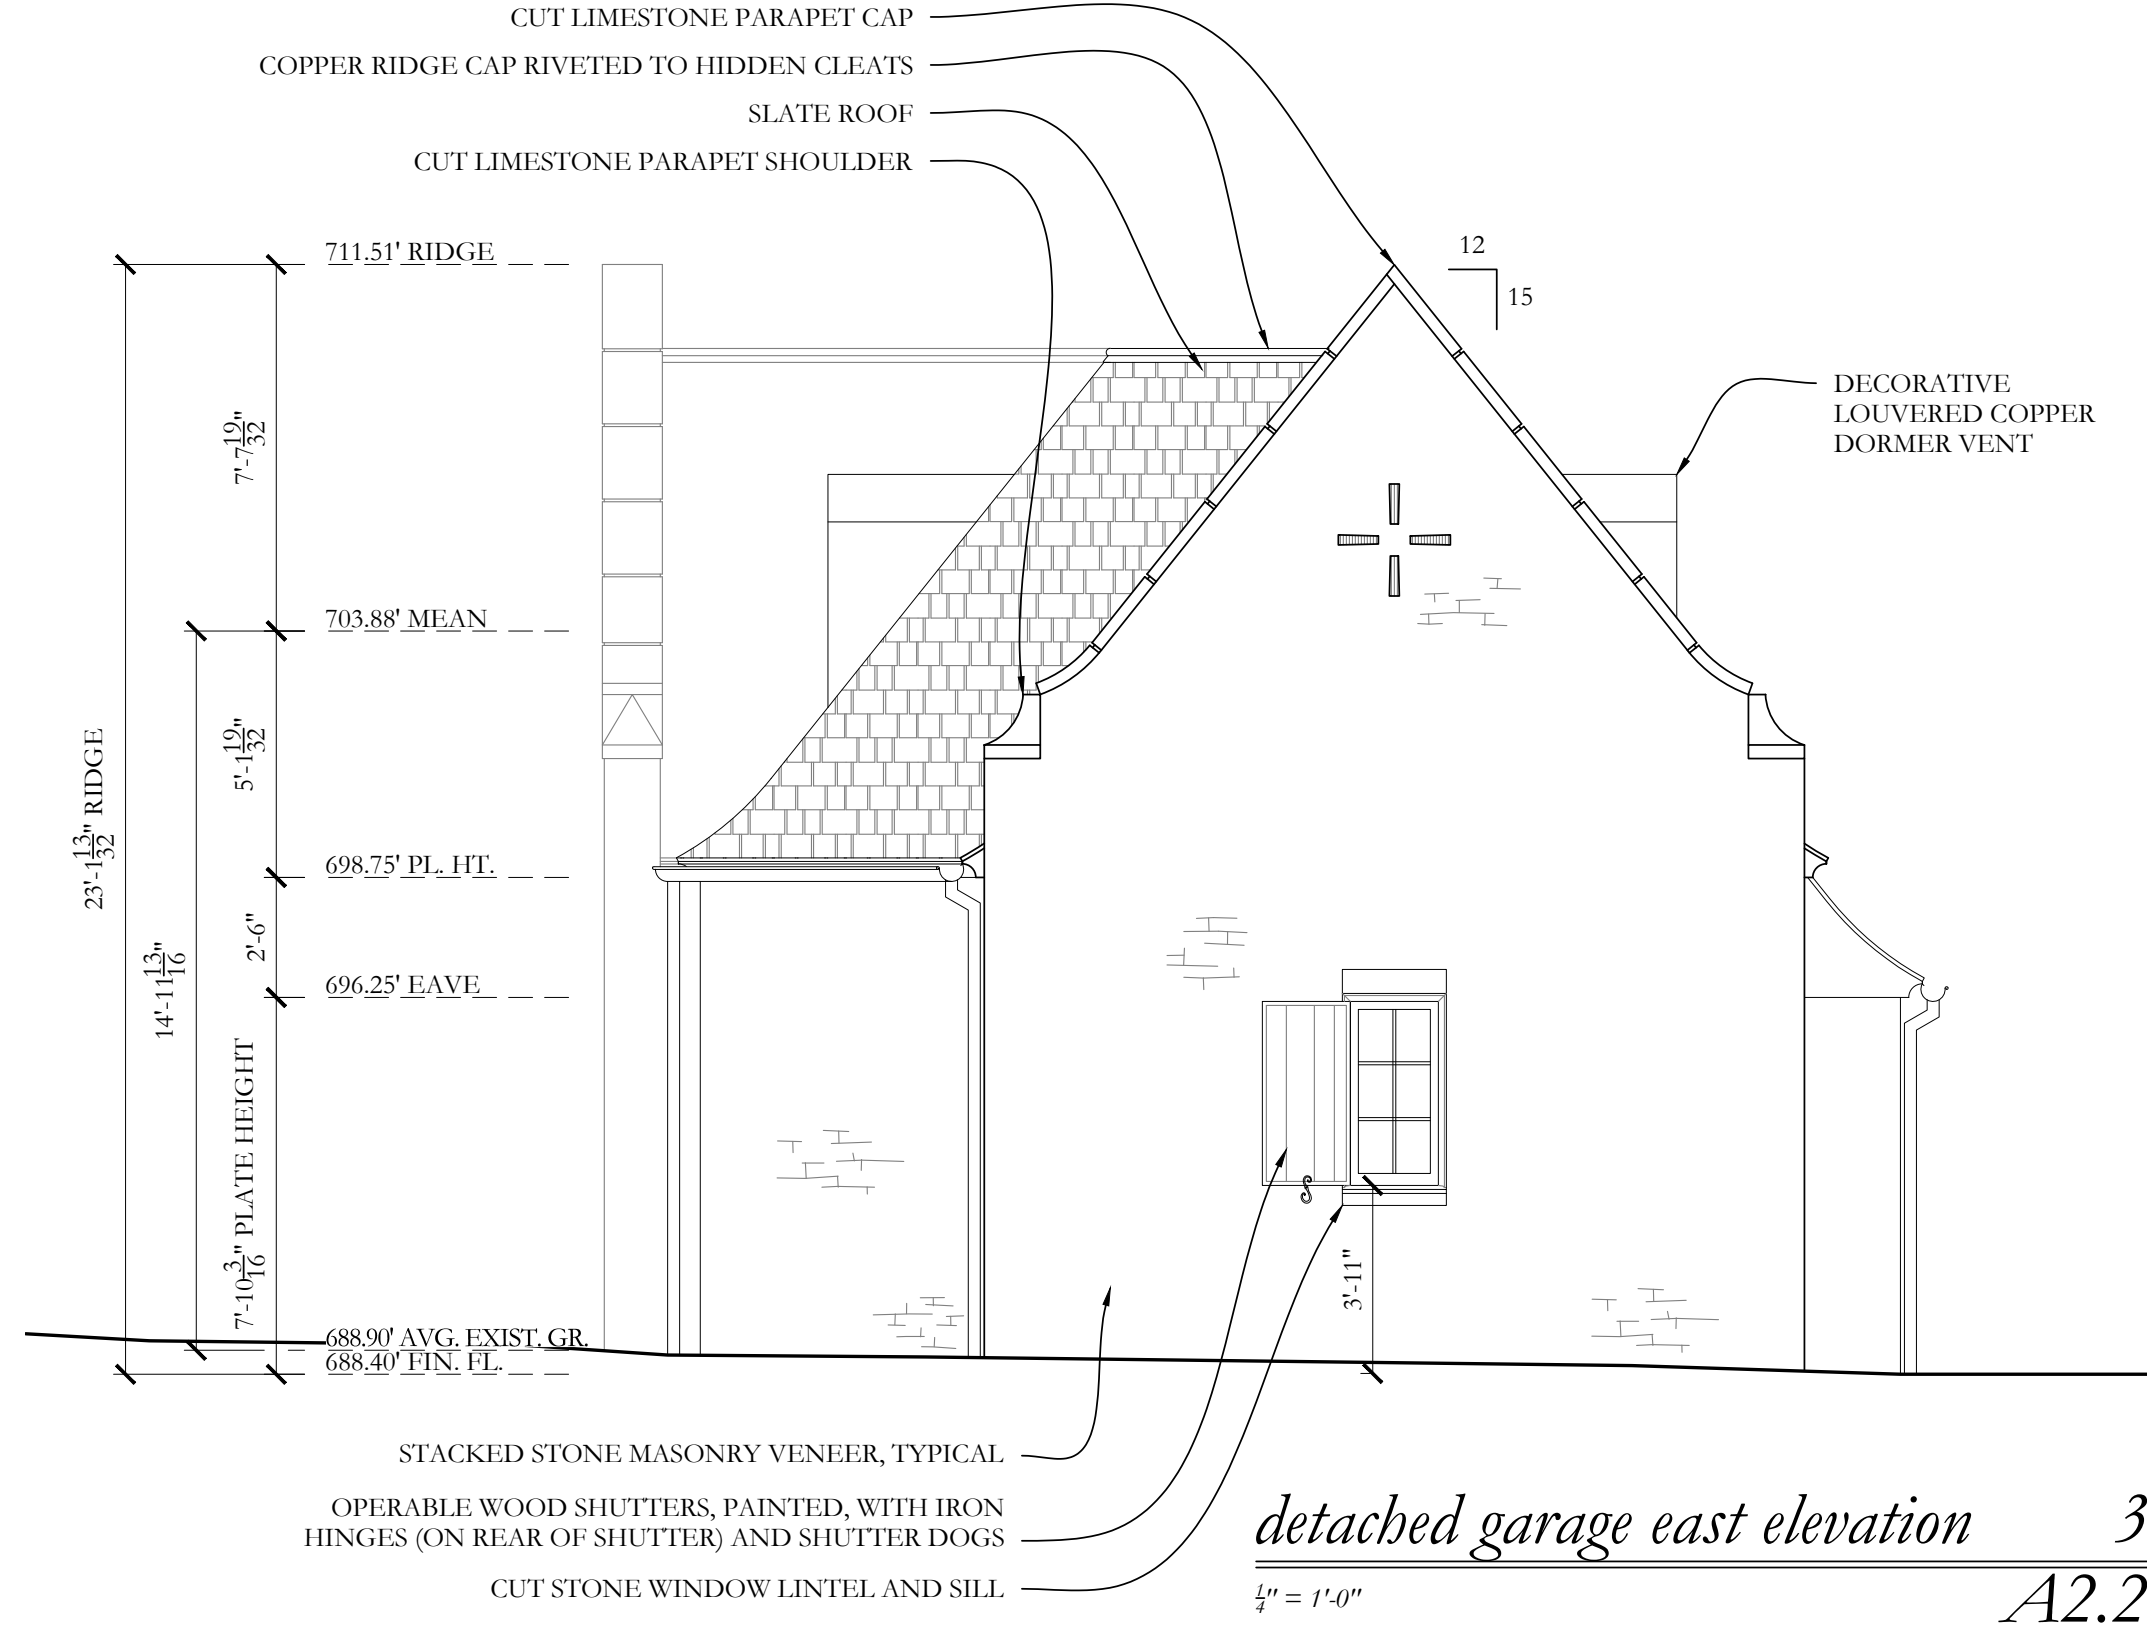 CUT LIMESTONE PARAPET CAP
COPPER RIDGE CAP RIVETED TO HIDDEN CLEATS
SLATE ROOF
CUT LIMESTONE PARAPET SHOULDER
12
15
711.51' RIDGE
DECORATIVE
LOUVERED COPPER
DORMER VENT
7'-7 19/32"
703.88' MEAN
5'-1 19/32"
23'-1 13/32" RIDGE
698.75' PL. HT.
2'-6"
14'-11 13/16"
696.25' EAVE
7'-10 3/16" PLATE HEIGHT
3'-11"
688.90' AVG. EXIST. GR.
688.40' FIN. FL.
STACKED STONE MASONRY VENEER, TYPICAL
OPERABLE WOOD SHUTTERS, PAINTED, WITH IRON
HINGES (ON REAR OF SHUTTER) AND SHUTTER DOGS
CUT STONE WINDOW LINTEL AND SILL
detached garage east elevation 3
1/4" = 1'-0"
A2.2